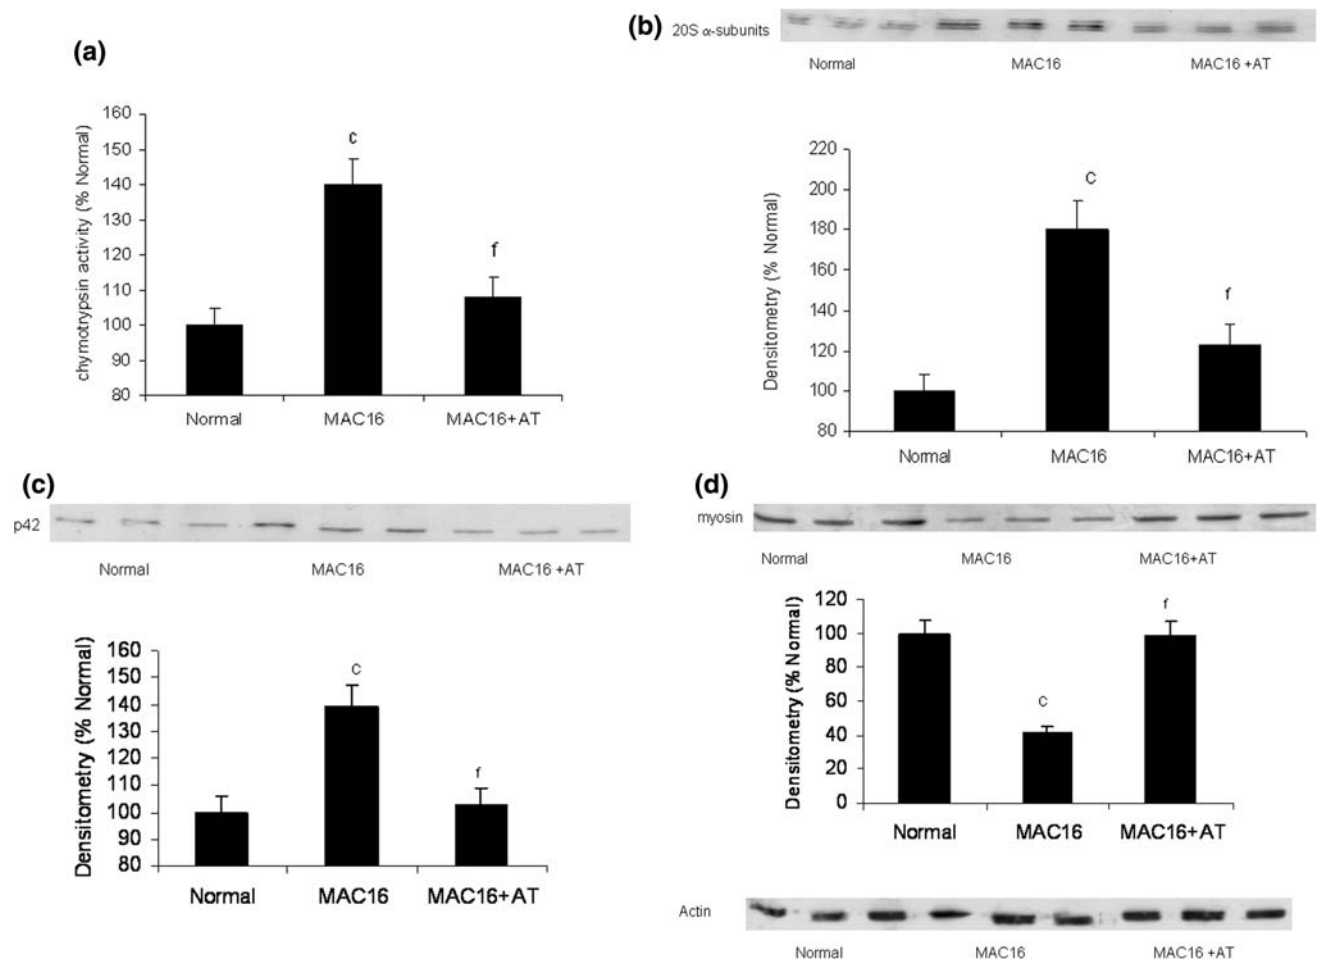 (a)
chymotrypsin activity (% Normal)
160
150
140
130
120
110
100
90
80
c
f
Normal MAC16 MAC16+AT
(b)
20S α-subunits
Normal MAC16 MAC16 +AT
Densitometry (% Normal)
220
200
180
160
140
120
100
80
C
f
Normal MAC16 MAC16+AT
(c)
p42
Normal MAC16 MAC16 +AT
Densitometry (% Normal)
160
150
140
130
120
110
100
90
80
C
f
Normal MAC16 MAC16+AT
(d)
myosin
Normal MAC16 MAC16+AT
Densitometry (% Normal)
120
100
80
60
40
20
0
C
f
Normal MAC16 MAC16+AT
Actin
Normal MAC16 MAC16 +AT